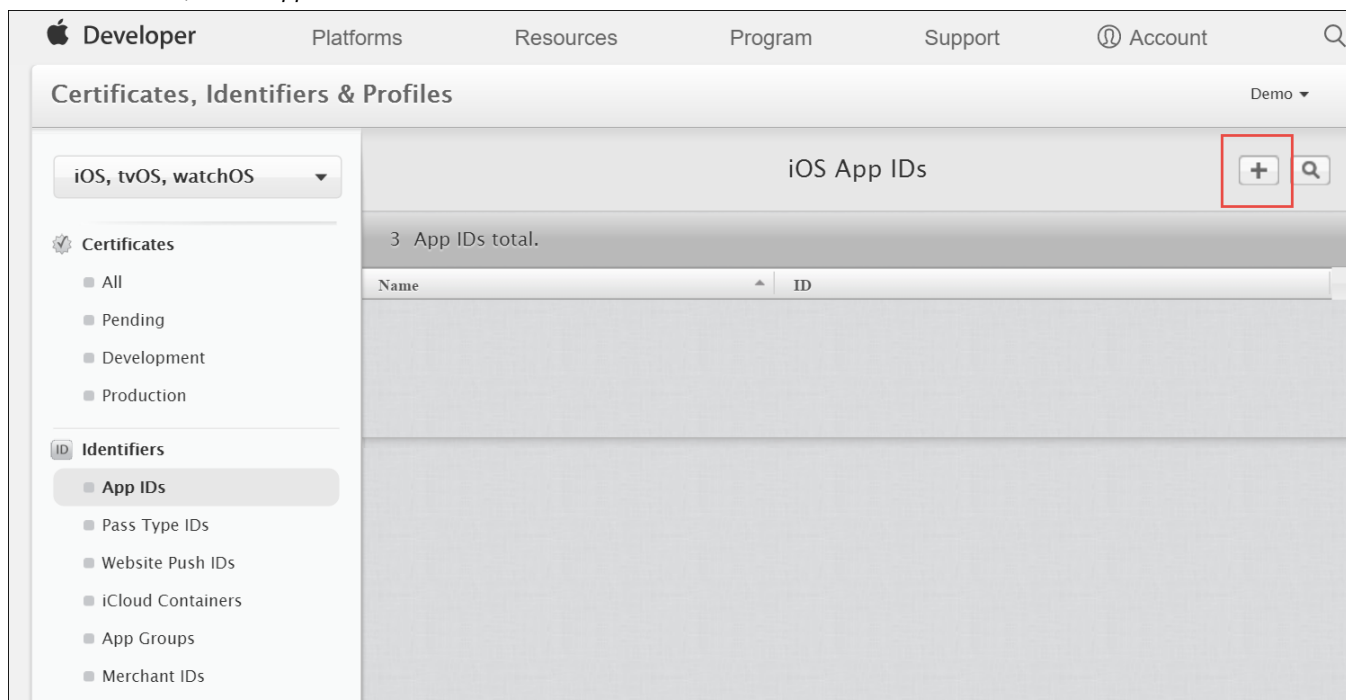 Developer Platforms Resources Program Support Account
Certificates, Identifiers & Profiles Demo
iOS, tvOS, watchOS
iOS App IDs
Certificates
3 App IDs total.
All
Name ID
Pending
Development
Production
ID Identifiers
App IDs
Pass Type IDs
Website Push IDs
iCloud Containers
App Groups
Merchant IDs